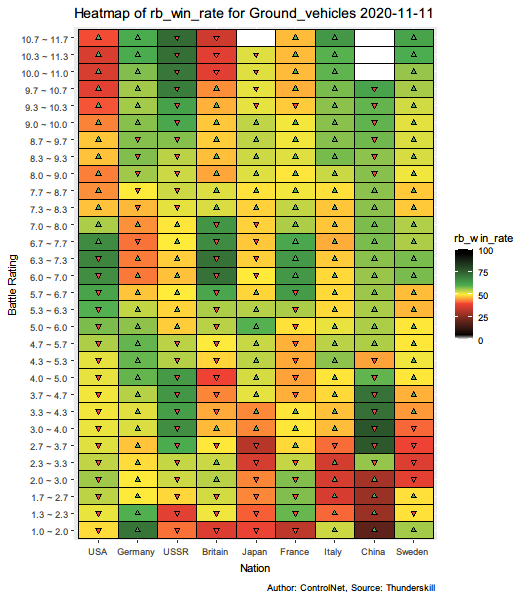 Heatmap of rb_win_rate for Ground_vehicles 2020-11-11
Battle Rating
10.7 ~ 11.7
10.3 ~ 11.3
10.0 ~ 11.0
9.7 ~ 10.7
9.3 ~ 10.3
9.0 ~ 10.0
8.7 ~ 9.7
8.3 ~ 9.3
8.0 ~ 9.0
7.7 ~ 8.7
7.3 ~ 8.3
7.0 ~ 8.0
6.7 ~ 7.7
6.3 ~ 7.3
6.0 ~ 7.0
5.7 ~ 6.7
5.3 ~ 6.3
5.0 ~ 6.0
4.7 ~ 5.7
4.3 ~ 5.3
4.0 ~ 5.0
3.7 ~ 4.7
3.3 ~ 4.3
3.0 ~ 4.0
2.7 ~ 3.7
2.3 ~ 3.3
2.0 ~ 3.0
1.7 ~ 2.7
1.3 ~ 2.3
1.0 ~ 2.0
USA Germany USSR Britain Japan France Italy China Sweden
Nation
rb_win_rate
100
75
50
25
0
Author: ControlNet, Source: Thunderskill